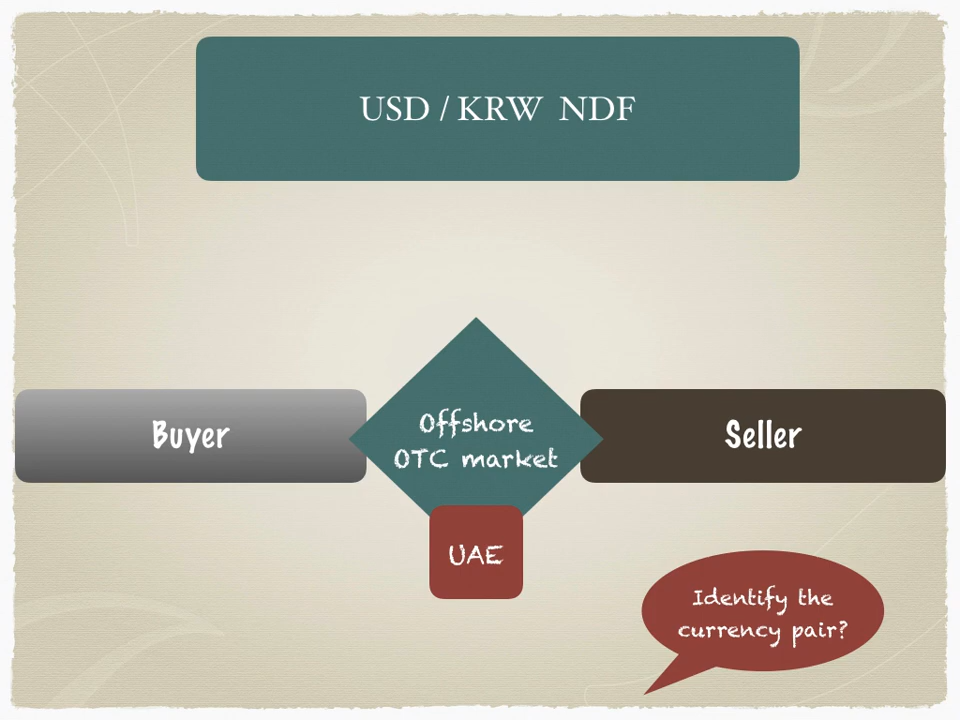 USD / KRW NDF
Buyer
Offshore
OTC market
Seller
UAE
Identify the
currency pair?